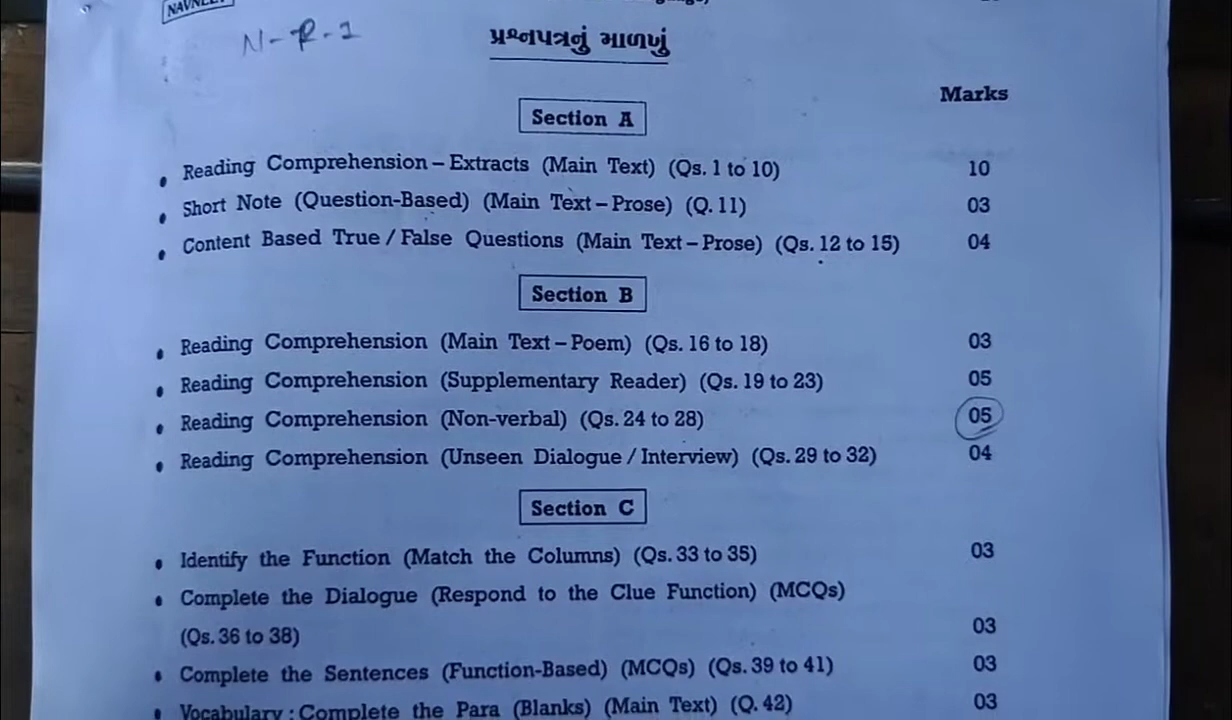 NAVNEET
N-R-1
પ્રશ્નપત્રનું માળખું
Marks
Section A
• Reading Comprehension – Extracts (Main Text) (Qs. 1 to 10) 10
• Short Note (Question-Based) (Main Text – Prose) (Q. 11) 03
• Content Based True / False Questions (Main Text – Prose) (Qs. 12 to 15) 04
Section B
• Reading Comprehension (Main Text – Poem) (Qs. 16 to 18) 03
• Reading Comprehension (Supplementary Reader) (Qs. 19 to 23) 05
• Reading Comprehension (Non-verbal) (Qs. 24 to 28) 05
• Reading Comprehension (Unseen Dialogue / Interview) (Qs. 29 to 32) 04
Section C
• Identify the Function (Match the Columns) (Qs. 33 to 35) 03
• Complete the Dialogue (Respond to the Clue Function) (MCQs)
(Qs. 36 to 38) 03
• Complete the Sentences (Function-Based) (MCQs) (Qs. 39 to 41) 03
• Vocabulary : Complete the Para (Blanks) (Main Text) (Q. 42) 03